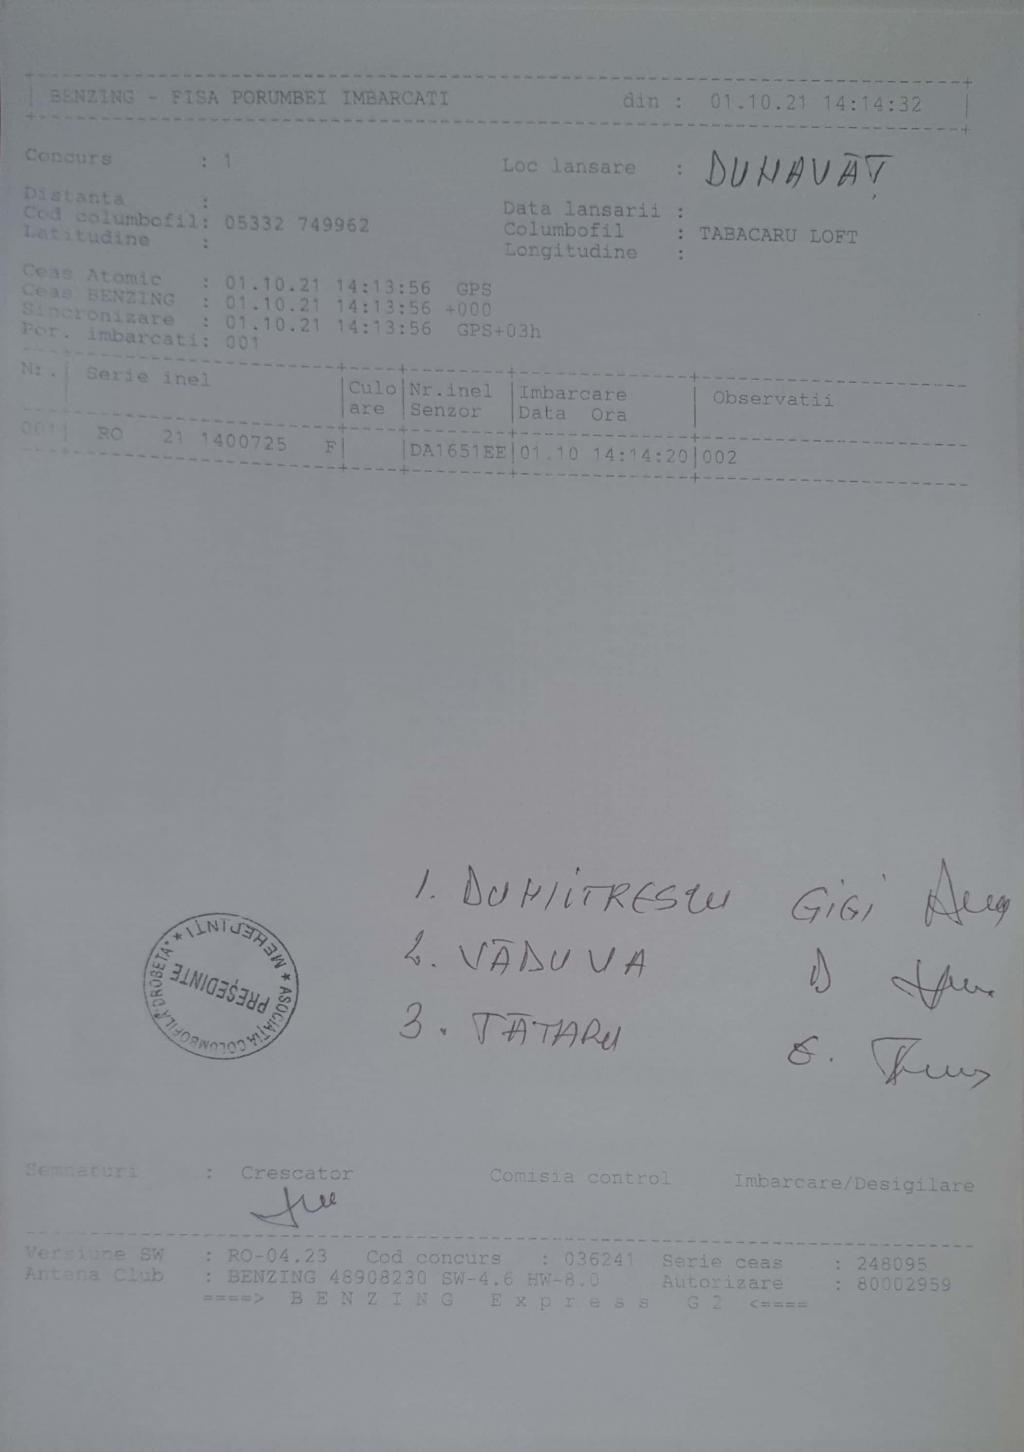 BENZING - FISA PORUMBEI IMBARCATI din : 01.10.21 14:14:32
Concurs : 1 Loc lansare : DUNAVĂȚ
Distanta : Data lansarii :
Cod columbofil: 05332 749962 Columbofil : TABACARU LOFT
Latitudine : Longitudine :
Ceas Atomic : 01.10.21 14:13:56 GPS
Ceas BENZING : 01.10.21 14:13:56 +000
Sincronizare : 01.10.21 14:13:56 GPS+03h
Por. imbarcati: 001
Nr. Serie inel Culo Nr.inel Imbarcare Observatii
are Senzor Data Ora
001 RO 21 1400725 F DA1651EE 01.10 14:14:20 002
1. DUMITRESCU GIGI
2. VĂDUVA D
3. TĂTARU
* ASOCIAȚIA COLUMBOFILĂ "DROBETA" * MEHEDINȚI
PREȘEDINTE
Semnaturi : Crescator Comisia control Imbarcare/Desigilare
Versiune SW : RO-04.23 Cod concurs : 036241 Serie ceas : 248095
Antena Club : BENZING 48908230 SW-4.6 HW-8.0 Autorizare : 80002959
====> B E N Z I N G E x p r e s s G 2 <====